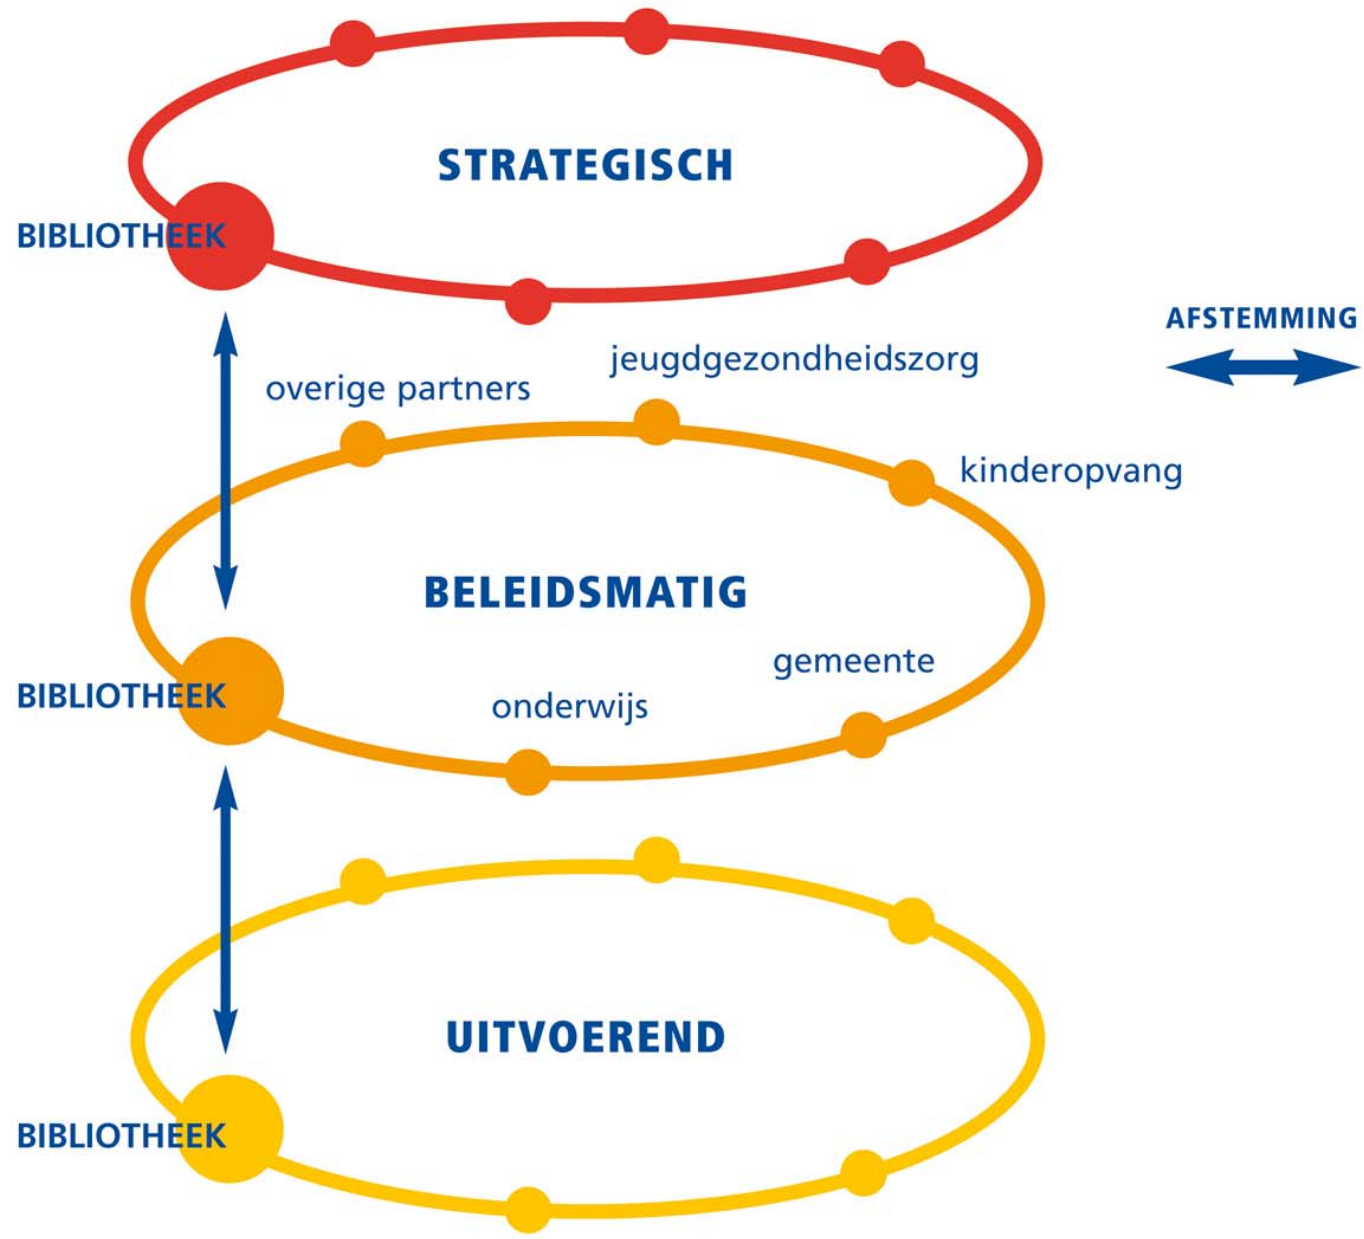 STRATEGISCH
BIBLIOTHEEK
AFSTEMMING
jeugdgezondheidszorg
overige partners
kinderopvang
BELEIDSMATIG
gemeente
BIBLIOTHEEK
onderwijs
UITVOEREND
BIBLIOTHEEK